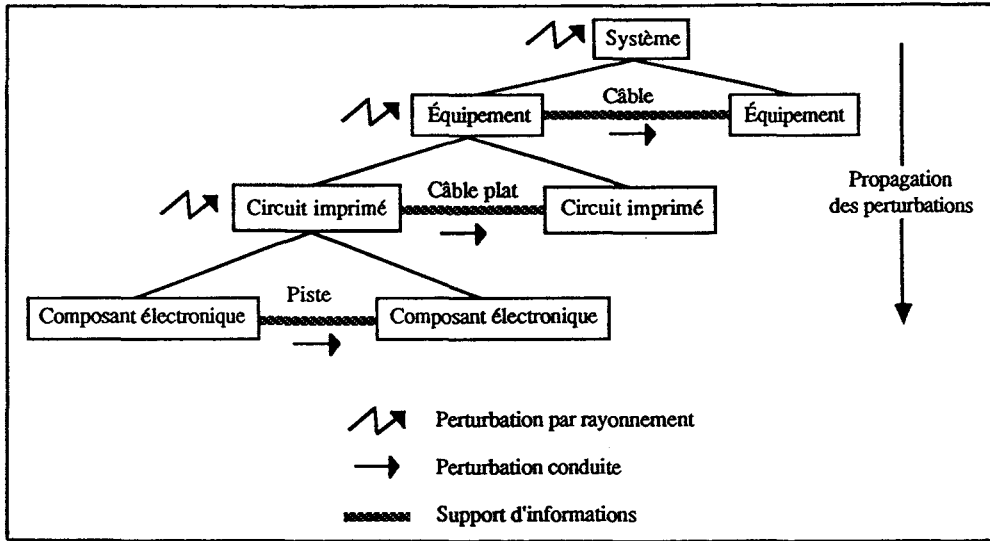 Système
Câble
Équipement
Équipement
Câble plat
Circuit imprimé
Circuit imprimé
Propagation
des perturbations
Piste
Composant électronique
Composant électronique
Perturbation par rayonnement
Perturbation conduite
Support d'informations